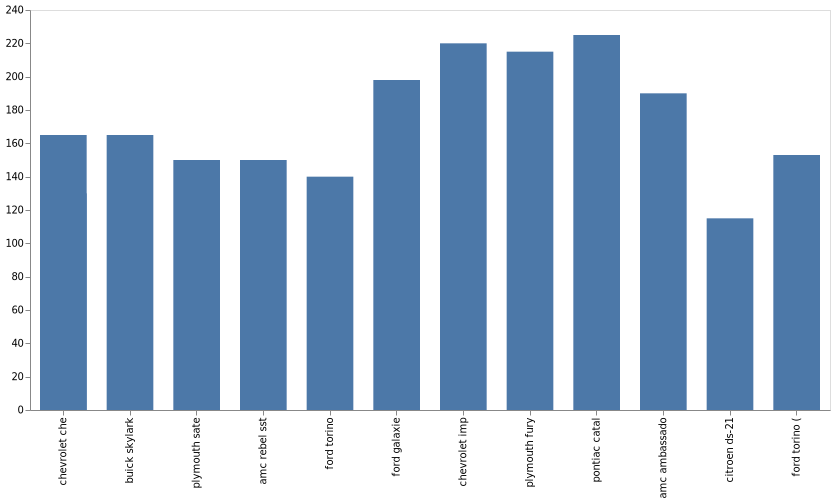 240
220
200
180
160
140
120
100
80
60
40
20
0
chevrolet che
buick skylark
plymouth sate
amc rebel sst
ford torino
ford galaxie
chevrolet imp
plymouth fury
pontiac catal
amc ambassado
citroen ds-21
ford torino (